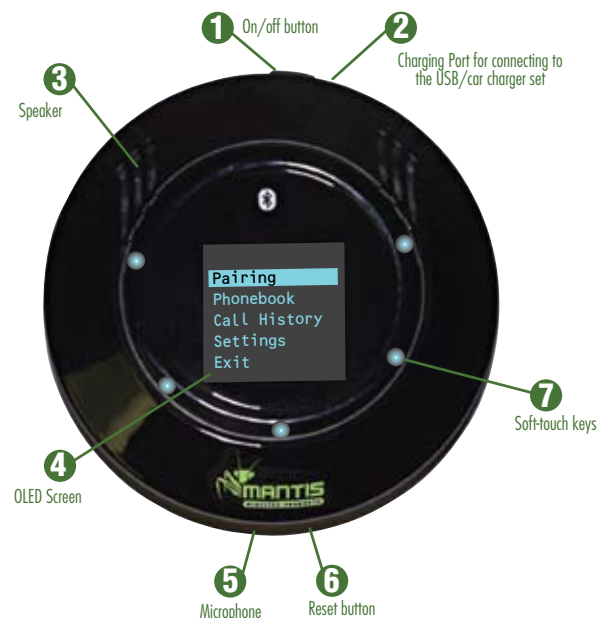 1 On/off button
2
Charging Port for connecting to
the USB/car charger set
3
Speaker
Pairing
Phonebook
Call History
Settings
Exit
7
Soft-touch keys
4
OLED Screen
MANTIS
5
Microphone
6
Reset button